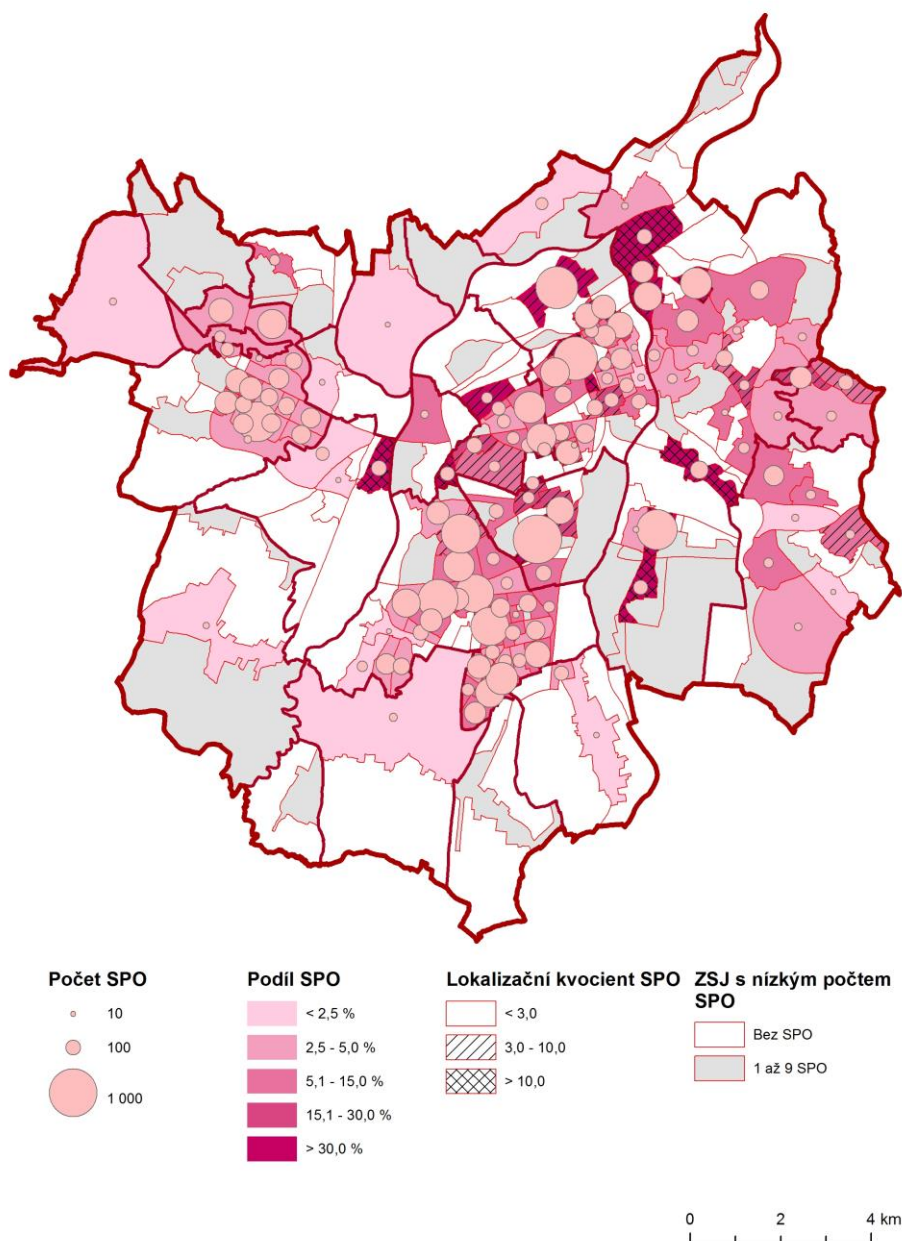 Počet SPO
10
100
1 000
Podíl SPO
< 2,5 %
2,5 - 5,0 %
5,1 - 15,0 %
15,1 - 30,0 %
> 30,0 %
Lokalizační kvocient SPO
< 3,0
3,0 - 10,0
> 10,0
ZSJ s nízkým počtem
SPO
Bez SPO
1 až 9 SPO
0 2 4 km